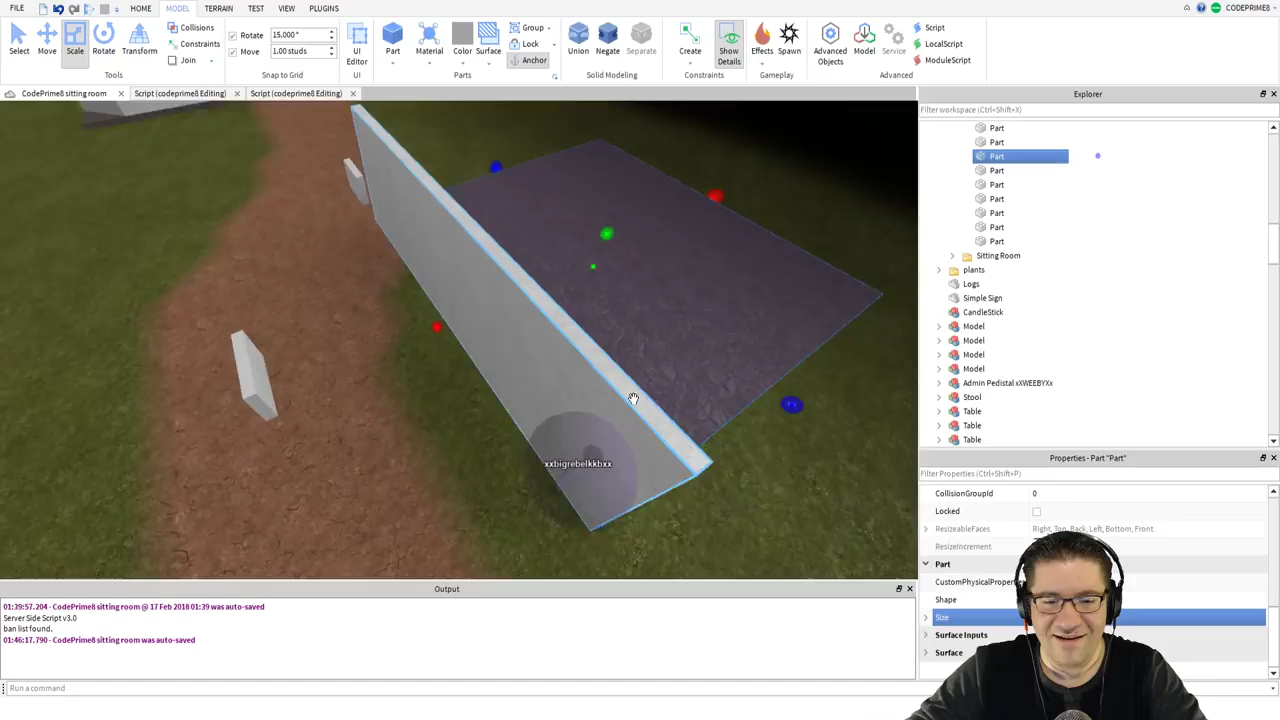 FILE HOME MODEL TERRAIN TEST VIEW PLUGINS CODEPRIME8
Select Move Scale Rotate Transform
Collisions
Constraints
Join
Tools
Rotate 15.000°
Move 1.00 studs
Snap to Grid
UI Editor
UI
Part Material Color Surface
Group
Lock
Anchor
Parts
Union Negate Separate
Solid Modeling
Create Show Details
Constraints
Effects Spawn
Gameplay
Advanced Objects Model Service
Script
LocalScript
ModuleScript
Advanced
CodePrime8 sitting room Script (codeprime8 Editing) Script (codeprime8 Editing)
xxbigrebelkkbxx
Explorer
Filter workspace (Ctrl+Shift+X)
Part
Part
Part
Part
Part
Part
Part
Part
Part
Sitting Room
plants
Logs
Simple Sign
CandleStick
Model
Model
Model
Model
Admin Pedistal xXWEEBYXx
Stool
Table
Table
Table
Properties - Part "Part"
Filter Properties (Ctrl+Shift+P)
CollisionGroupId 0
Locked
ResizeableFaces Right, Top, Back, Left, Bottom, Front
ResizeIncrement
Part
Shape
Size
Surface Inputs
Surface
Output
01:39:57.204 - CodePrime8 sitting room @ 17 Feb 2018 01:39 was auto-saved
Server Side Script v3.0
ban list found.
01:46:17.790 - CodePrime8 sitting room was auto-saved
Run a command